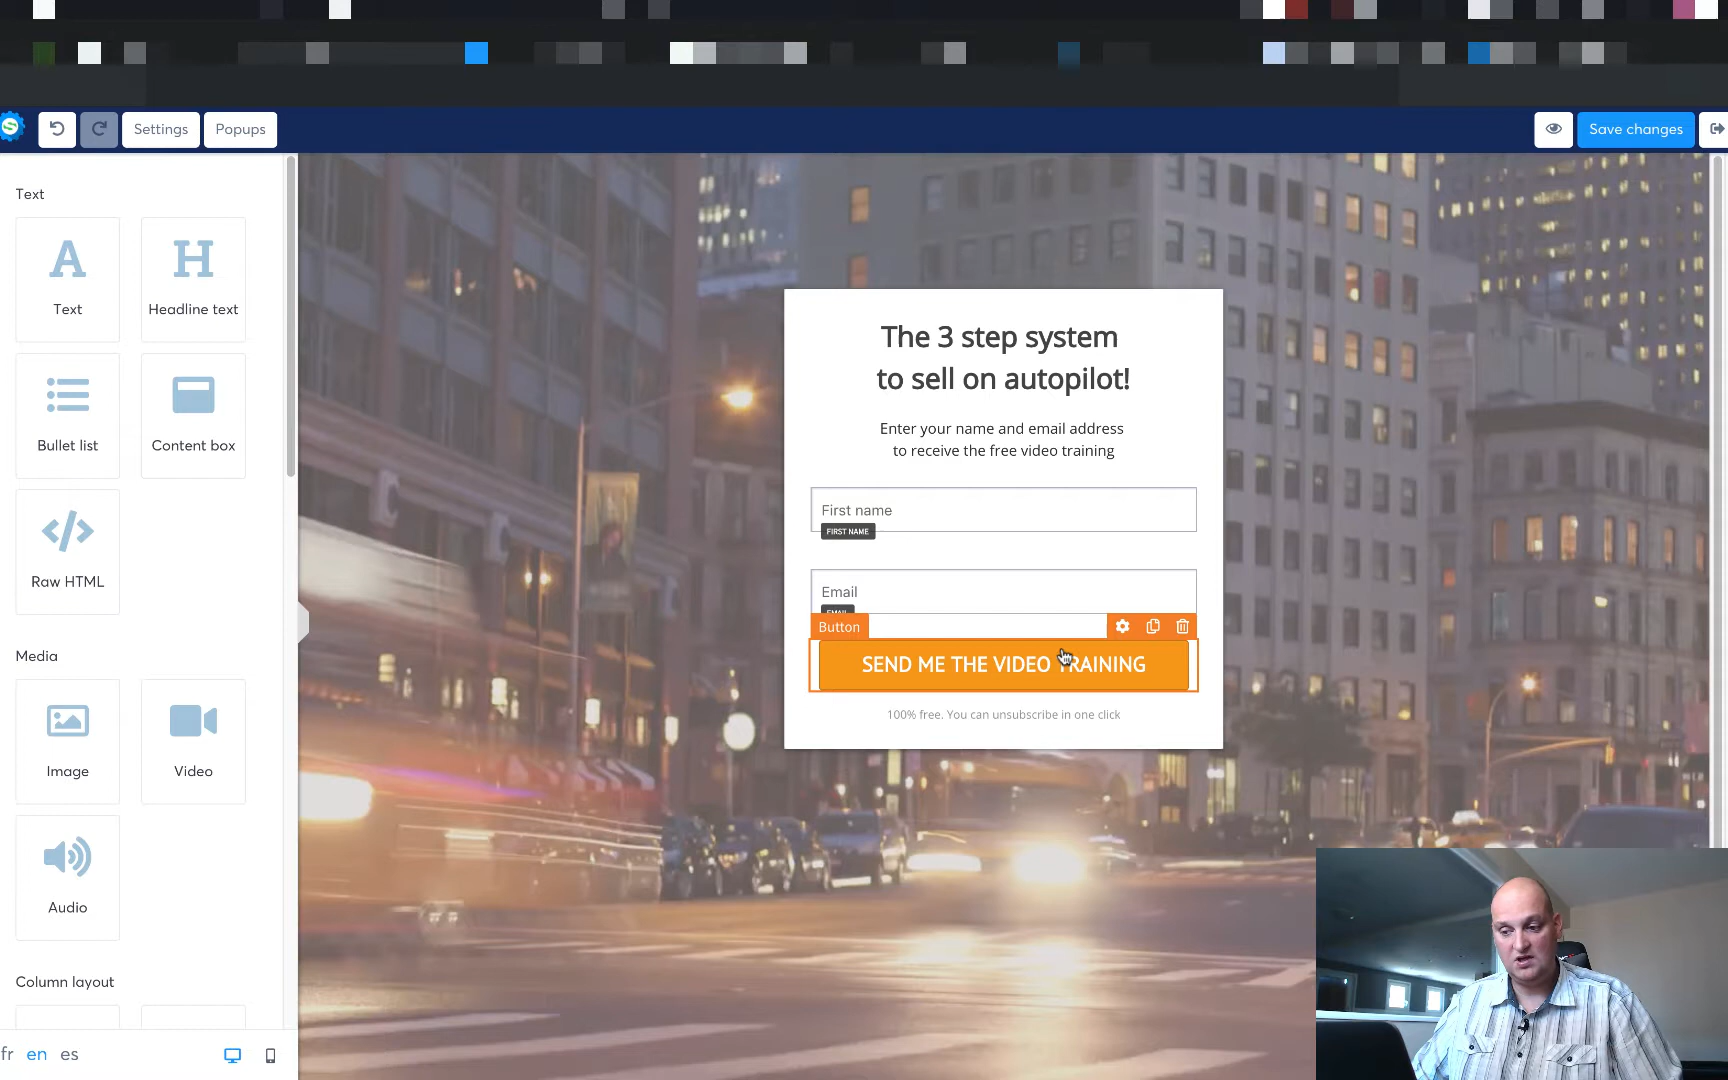 Settings
Popups
Save changes
Text
A
H
Text
Headline text
Bullet list
Content box
Raw HTML
Media
Image
Video
Audio
Column layout
fr en es
The 3 step system
to sell on autopilot!
Enter your name and email address
to receive the free video training
First name
FIRST NAME
Email
EMAIL
Button
SEND ME THE VIDEO TRAINING
100% free. You can unsubscribe in one click